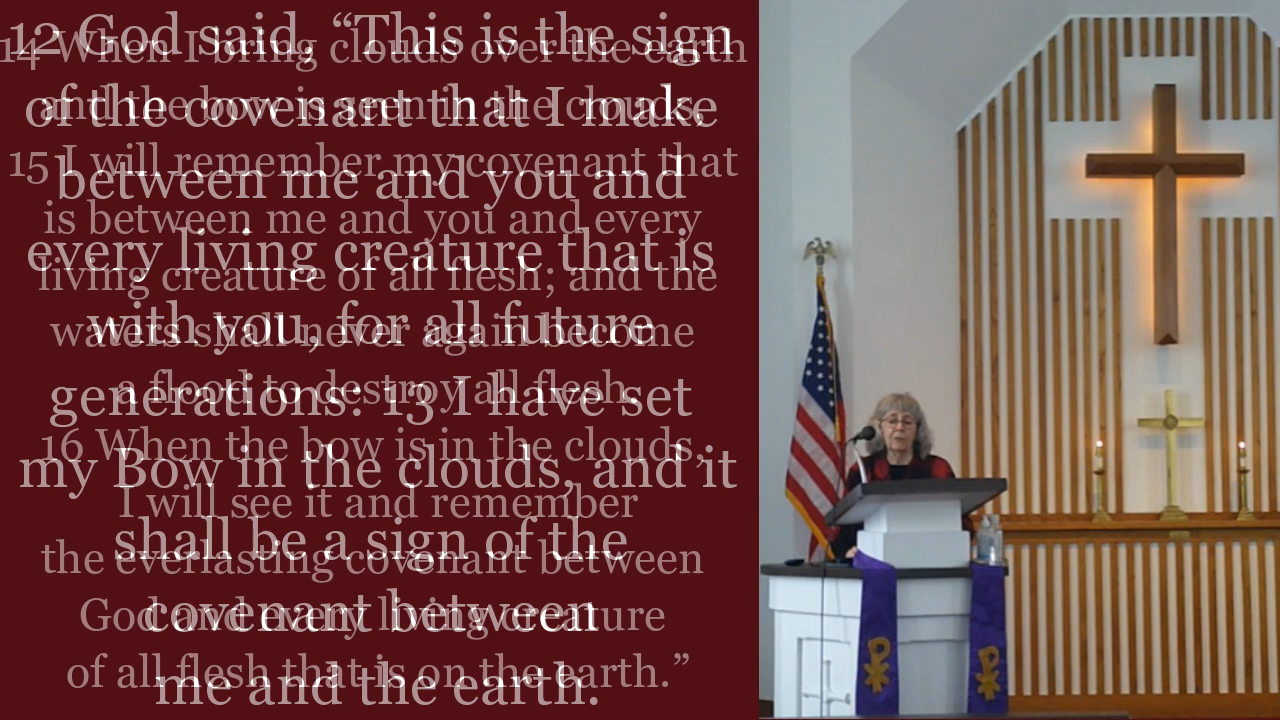 12 God said, “This is the sign
of the covenant that I make
between me and you and
every living creature that is
with you, for all future
generations: 13 I have set
my Bow in the clouds, and it
shall be a sign of the
covenant between
me and the earth.
14 When I bring clouds over the earth
and the bow is seen in the clouds,
15 I will remember my covenant that
is between me and you and every
living creature of all flesh; and the
waters shall never again become
a flood to destroy all flesh.
16 When the bow is in the clouds,
I will see it and remember
the everlasting covenant between
God and every living creature
of all flesh that is on the earth.”